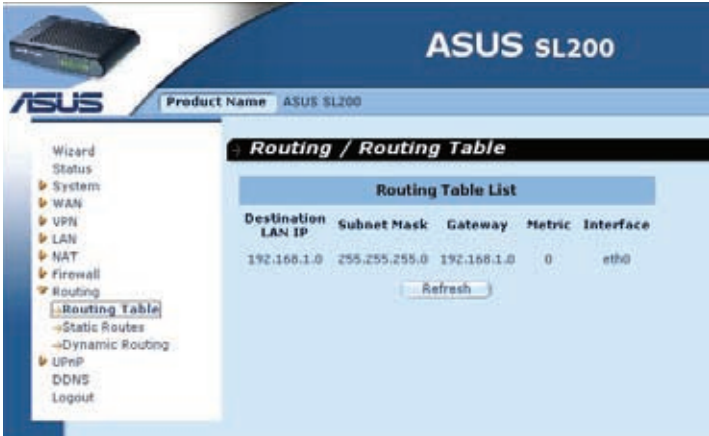 ASUS SL200
ASUS
Product Name ASUS SL200
Wizard
Status
System
WAN
VPN
LAN
NAT
Firewall
Routing
Routing Table
Static Routes
Dynamic Routing
UPnP
DDNS
Logout
Routing / Routing Table
Routing Table List
Destination LAN IP Subnet Mask Gateway Metric Interface
192.168.1.0 255.255.255.0 192.168.1.0 0 eth0
Refresh